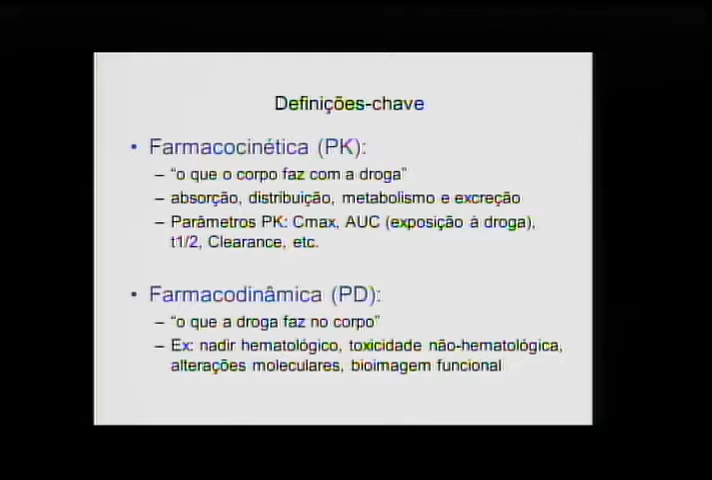 Definições-chave
• Farmacocinética (PK):
– “o que o corpo faz com a droga”
– absorção, distribuição, metabolismo e excreção
– Parâmetros PK: Cmax, AUC (exposição à droga),
t1/2, Clearance, etc.
• Farmacodinâmica (PD):
– “o que a droga faz no corpo”
– Ex: nadir hematológico, toxicidade não-hematológica,
alterações moleculares, bioimagem funcional